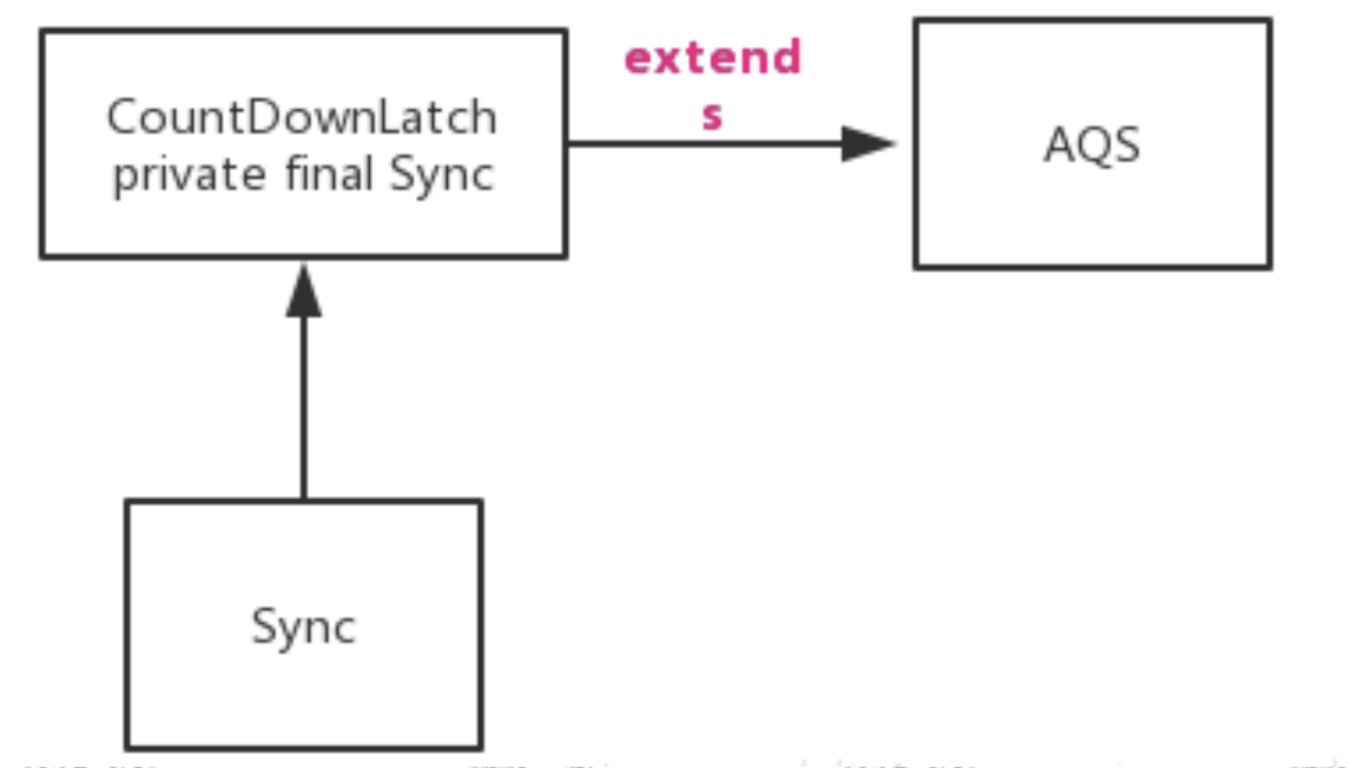 CountDownLatch
private final Sync
extend
s
AQS
Sync